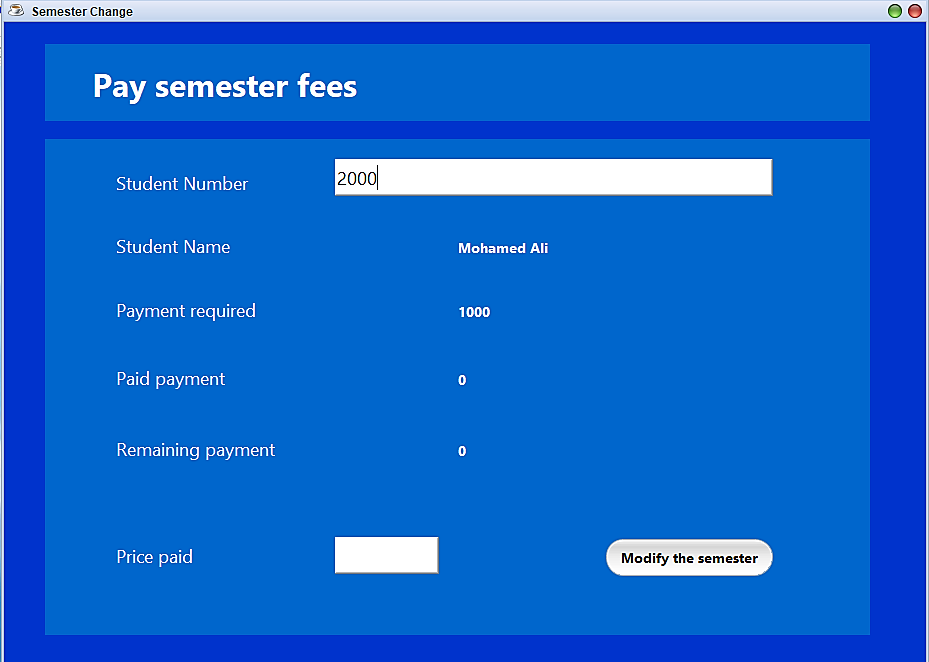 Semester Change
Pay semester fees
Student Number 2000
Student Name Mohamed Ali
Payment required 1000
Paid payment 0
Remaining payment 0
Price paid
Modify the semester